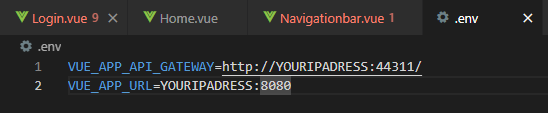 Login.vue 9 Home.vue Navigationbar.vue 1 .env
.env
1 VUE_APP_API_GATEWAY=http://YOURIPADRESS:44311/
2 VUE_APP_URL=YOURIPADRESS:8080